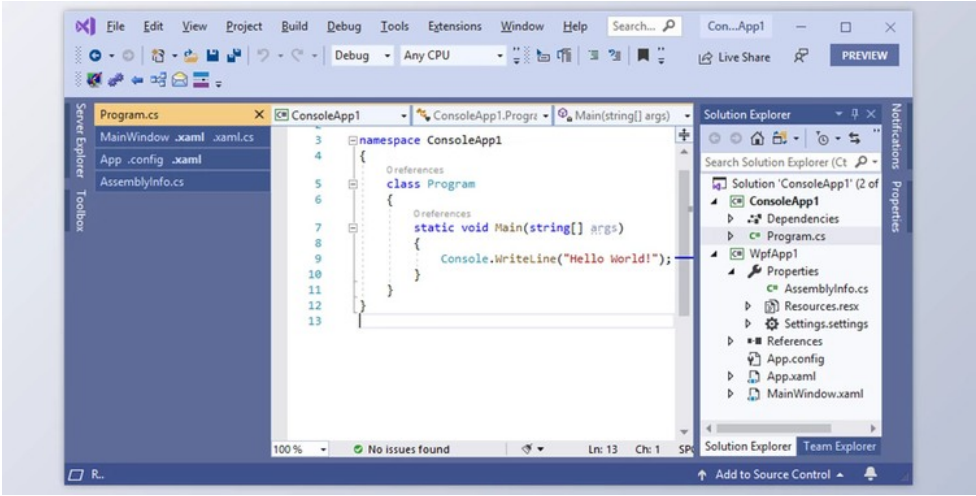 File Edit View Project Build Debug Tools Extensions Window Help Search... Con...App1
Debug Any CPU Live Share PREVIEW
Server Explorer
Toolbox
Program.cs
MainWindow .xaml .xaml.cs
App .config .xaml
AssemblyInfo.cs
ConsoleApp1 ConsoleApp1.Progra Main(string[] args)
3 namespace ConsoleApp1
4 {
0 references
5 class Program
6 {
0 references
7 static void Main(string[] args)
8 {
9 Console.WriteLine("Hello World!");
10 }
11 }
12 }
13
100 % No issues found Ln: 13 Ch: 1 SPC
Solution Explorer
Search Solution Explorer (Ct
Solution 'ConsoleApp1' (2 of
ConsoleApp1
Dependencies
C# Program.cs
WpfApp1
Properties
C# AssemblyInfo.cs
Resources.resx
Settings.settings
References
App.config
App.xaml
MainWindow.xaml
Solution Explorer Team Explorer
Notifications
Properties
R...
Add to Source Control